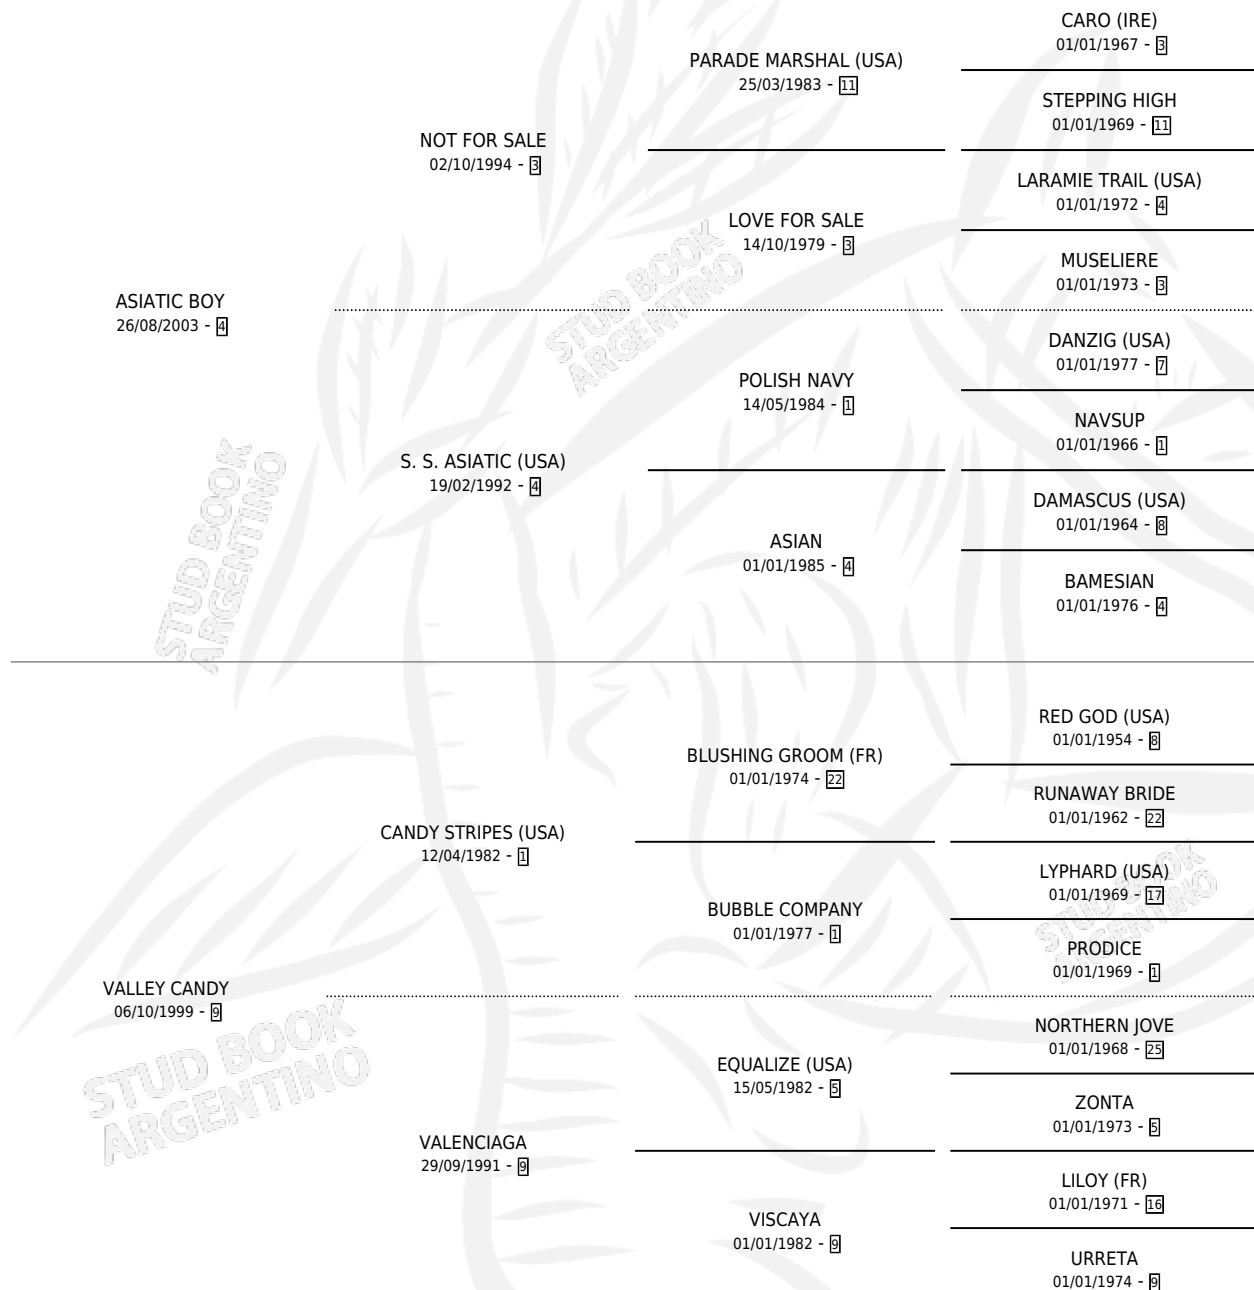 CARO (IRE)
01/01/1967 - 3
PARADE MARSHAL (USA)
25/03/1983 - 11
STEPPING HIGH
01/01/1969 - 11
NOT FOR SALE
02/10/1994 - 3
LARAMIE TRAIL (USA)
01/01/1972 - 4
LOVE FOR SALE
14/10/1979 - 3
MUSELIERE
01/01/1973 - 3
ASIATIC BOY
26/08/2003 - 4
DANZIG (USA)
01/01/1977 - 7
POLISH NAVY
14/05/1984 - 1
NAVSUP
01/01/1966 - 1
S. S. ASIATIC (USA)
19/02/1992 - 4
DAMASCUS (USA)
01/01/1964 - 8
ASIAN
01/01/1985 - 4
BAMESIAN
01/01/1976 - 4
RED GOD (USA)
01/01/1954 - 8
BLUSHING GROOM (FR)
01/01/1974 - 22
RUNAWAY BRIDE
01/01/1962 - 22
CANDY STRIPES (USA)
12/04/1982 - 1
LYPHARD (USA)
01/01/1969 - 17
BUBBLE COMPANY
01/01/1977 - 1
PRODICE
01/01/1969 - 1
VALLEY CANDY
06/10/1999 - 9
NORTHERN JOVE
01/01/1968 - 25
EQUALIZE (USA)
15/05/1982 - 5
ZONTA
01/01/1973 - 5
VALENCIAGA
29/09/1991 - 9
LILOY (FR)
01/01/1971 - 16
VISCAYA
01/01/1982 - 9
URRETA
01/01/1974 - 9
STUD BOOK
ARGENTINO
STUD BOOK
ARGENTINO
STUD BOOK
ARGENTINO
STUD BOOK
ARGENTINO